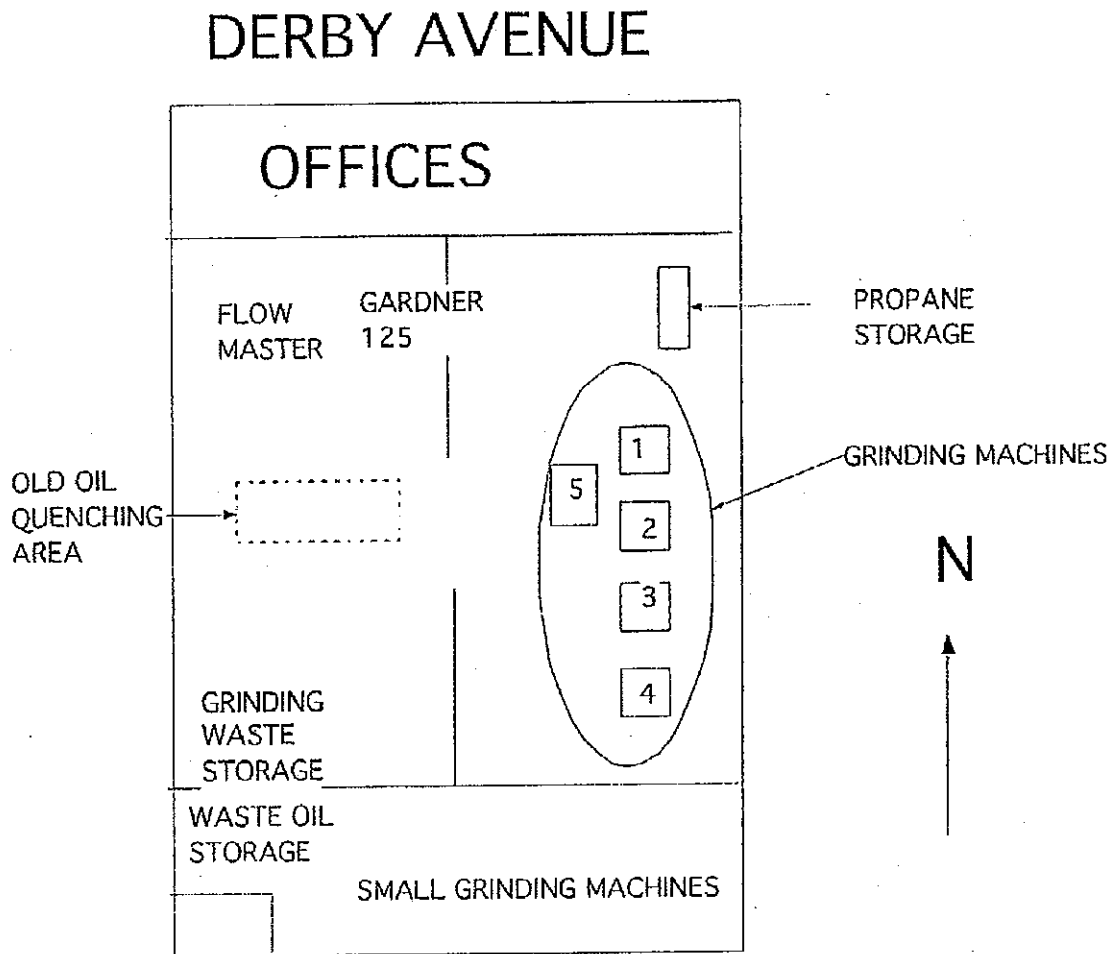 DERBY AVENUE
OFFICES
FLOW
MASTER
GARDNER
125
PROPANE
STORAGE
1
GRINDING MACHINES
5
2
OLD OIL
QUENCHING
AREA
N
3
4
GRINDING
WASTE
STORAGE
WASTE OIL
STORAGE
SMALL GRINDING MACHINES